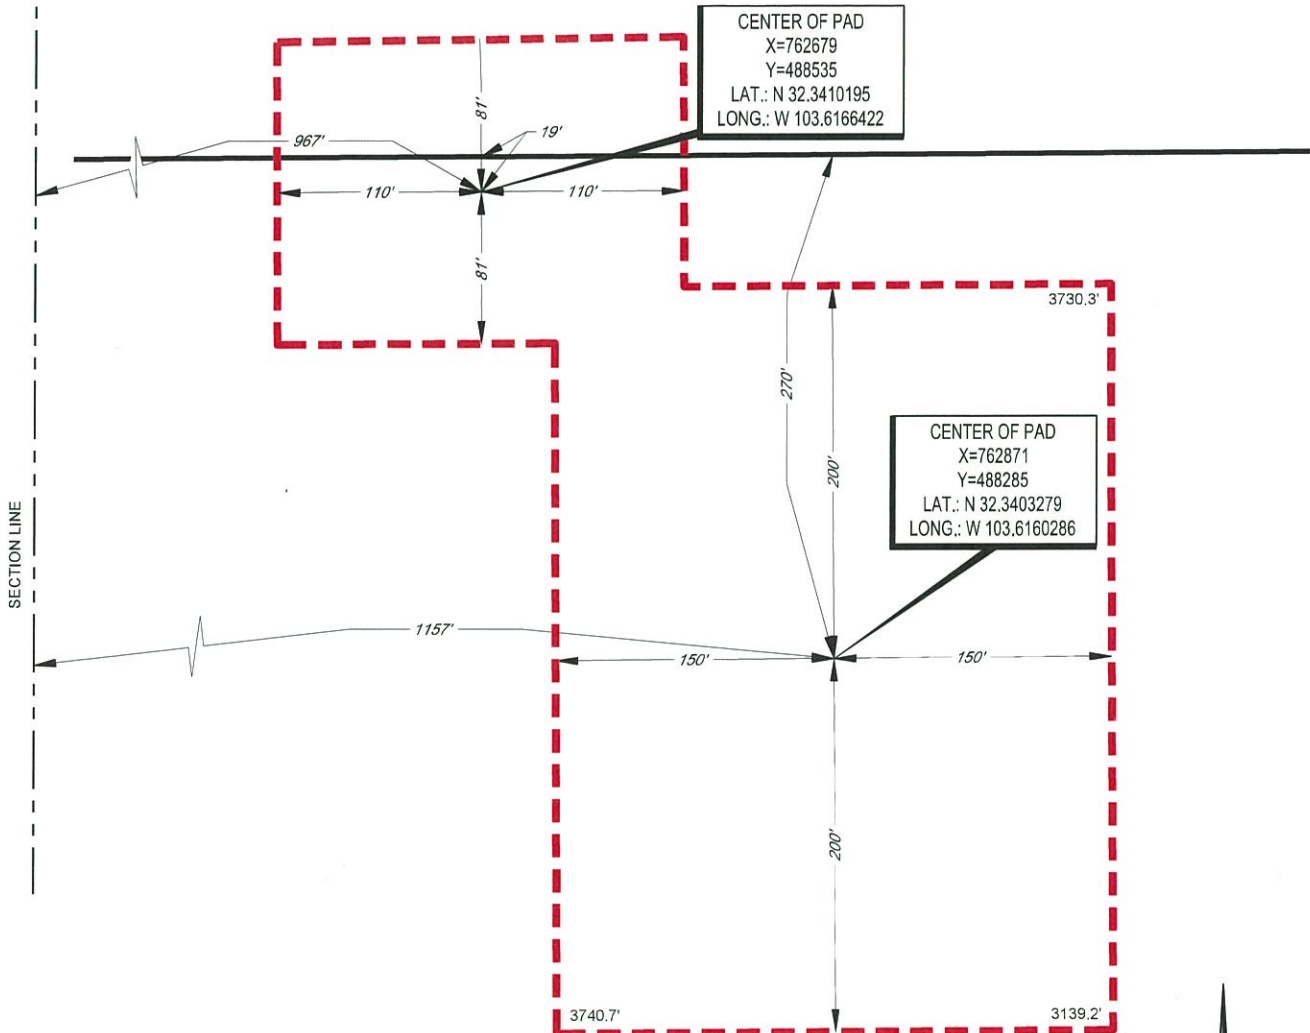 CENTER OF PAD
X=762679
Y=488535
LAT.: N 32.3410195
LONG.: W 103.6166422
81'
19'
967'
110'
110'
81'
3730.3'
270'
200'
CENTER OF PAD
X=762871
Y=488285
LAT.: N 32.3403279
LONG.: W 103.6160286
SECTION LINE
1157'
150'
150'
200'
3740.7'
3139.2'